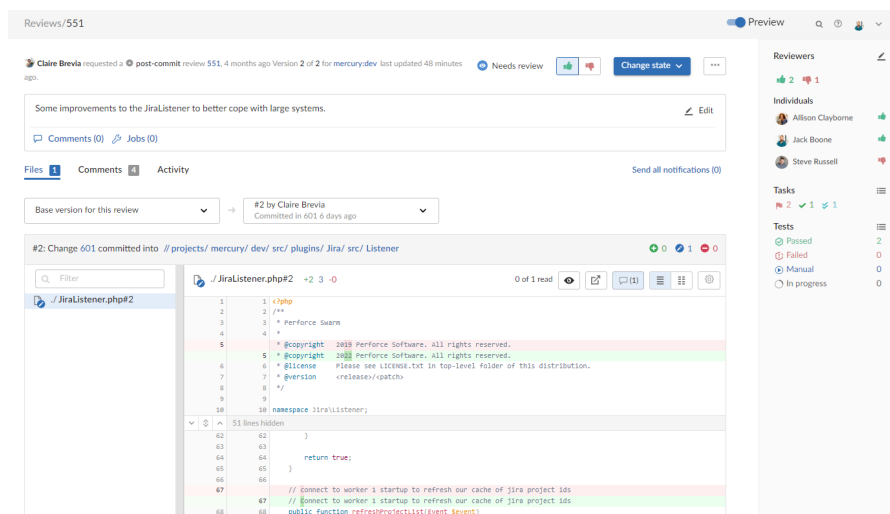 Reviews/551
Preview
Claire Brevia requested a post-commit review 551, 4 months ago Version 2 of 2 for mercury:dev last updated 48 minutes
ago.
Needs review
Change state
Some improvements to the JiraListener to better cope with large systems.
Edit
Comments (0) Jobs (0)
Files 1 Comments 4 Activity
Send all notifications (0)
Base version for this review
#2 by Claire Brevia
Committed in 601 6 days ago
#2: Change 601 committed into //projects/ mercury/ dev/ src/ plugins/ Jira/ src/ Listener
0 1 0
Filter
./JiraListener.php#2
./JiraListener.php#2 +2 3 -0
0 of 1 read
(1)
1 1 <?php
2 2 /**
3 3 * Perforce Swarm
4 4 *
5 * @copyright 2019 Perforce Software. All rights reserved.
5 * @copyright 2022 Perforce Software. All rights reserved.
6 6 * @license Please see LICENSE.txt in top-level folder of this distribution.
7 7 * @version <release>/<patch>
8 8 */
9 9
10 10 namespace Jira\Listener;
51 lines hidden
62 62 }
63 63
64 64 return true;
65 65 }
66 66
67 // connect to worker 1 startup to refresh our cache of jira project ids
67 // Connect to worker 1 startup to refresh our cache of jira project ids
68 68 public function refreshProjectList(Event $event)
Reviewers
2 1
Individuals
Allison Clayborne
Jack Boone
Steve Russell
Tasks
2 1 1
Tests
Passed 2
Failed 0
Manual 0
In progress 0